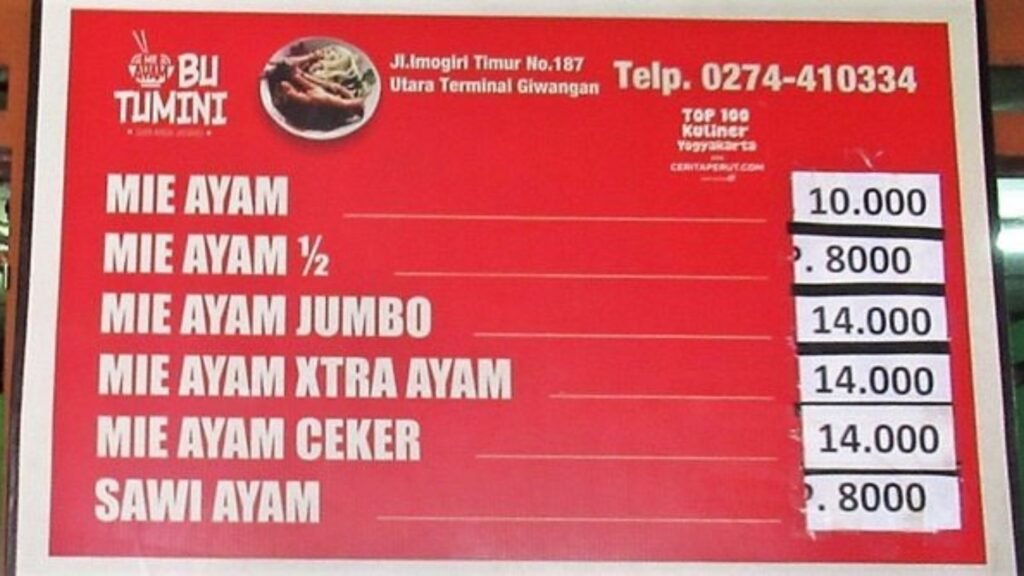 MIE
AYAM
BU
TUMINI
Jl.Imogiri Timur No.187
Utara Terminal Giwangan
Telp. 0274-410334
TOP 100
Kuliner
Yogyakarta
CERITAPERUT.COM
MIE AYAM 10.000
MIE AYAM ½ P. 8000
MIE AYAM JUMBO 14.000
MIE AYAM XTRA AYAM 14.000
MIE AYAM CEKER 14.000
SAWI AYAM P. 8000